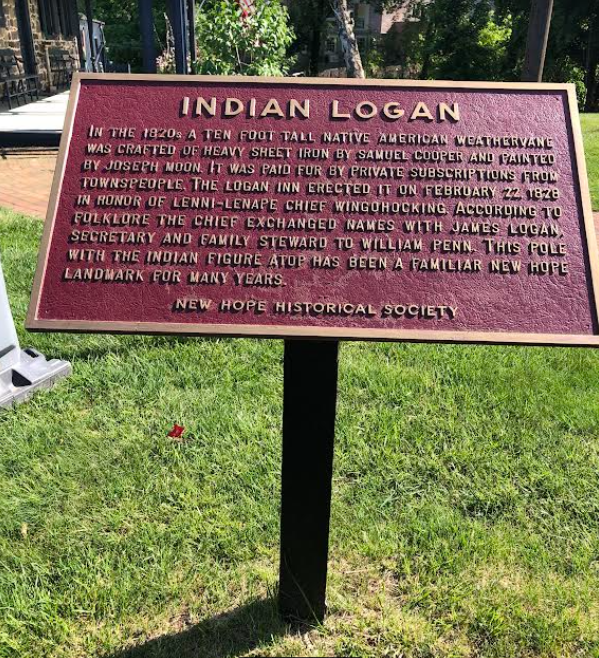 INDIAN LOGAN
IN THE 1820s A TEN FOOT TALL NATIVE AMERICAN WEATHERVANE
WAS CRAFTED OF HEAVY SHEET IRON BY SAMUEL COOPER AND PAINTED
BY JOSEPH MOON. IT WAS PAID FOR BY PRIVATE SUBSCRIPTIONS FROM
TOWNSPEOPLE. THE LOGAN INN ERECTED IT ON FEBRUARY 22, 1828
IN HONOR OF LENNI-LENAPE CHIEF WINGOHOCKING. ACCORDING TO
FOLKLORE THE CHIEF EXCHANGED NAMES WITH JAMES LOGAN,
SECRETARY AND FAMILY STEWARD TO WILLIAM PENN. THIS POLE
WITH THE INDIAN FIGURE ATOP HAS BEEN A FAMILIAR NEW HOPE
LANDMARK FOR MANY YEARS.
NEW HOPE HISTORICAL SOCIETY